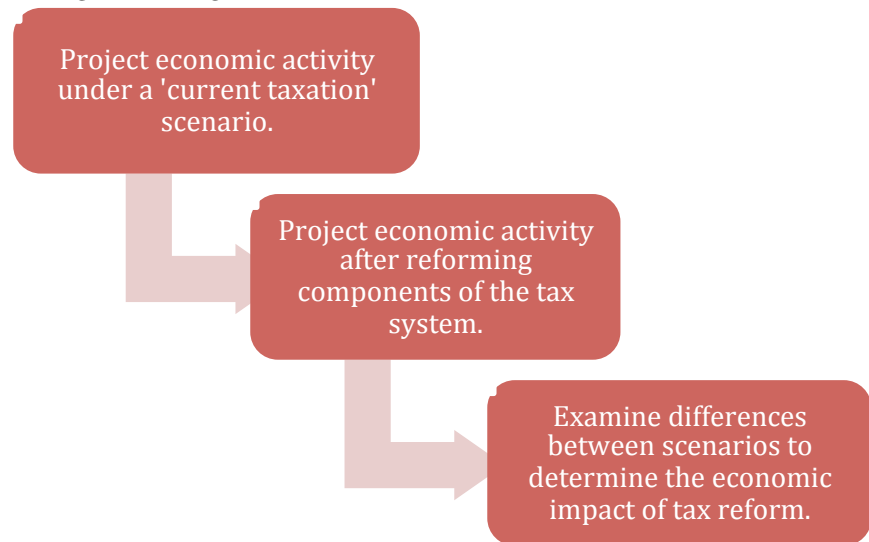 Project economic activity
under a 'current taxation'
scenario.
Project economic activity
after reforming
components of the tax
system.
Examine differences
between scenarios to
determine the economic
impact of tax reform.